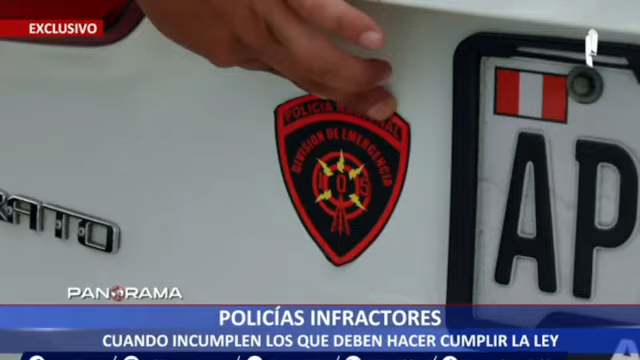 EXCLUSIVO
POLICIA NACIONAL
DIVISION DE EMERGENCIA
105
RATO
AP
PANORAMA
POLICÍAS INFRACTORES
CUANDO INCUMPLEN LOS QUE DEBEN HACER CUMPLIR LA LEY